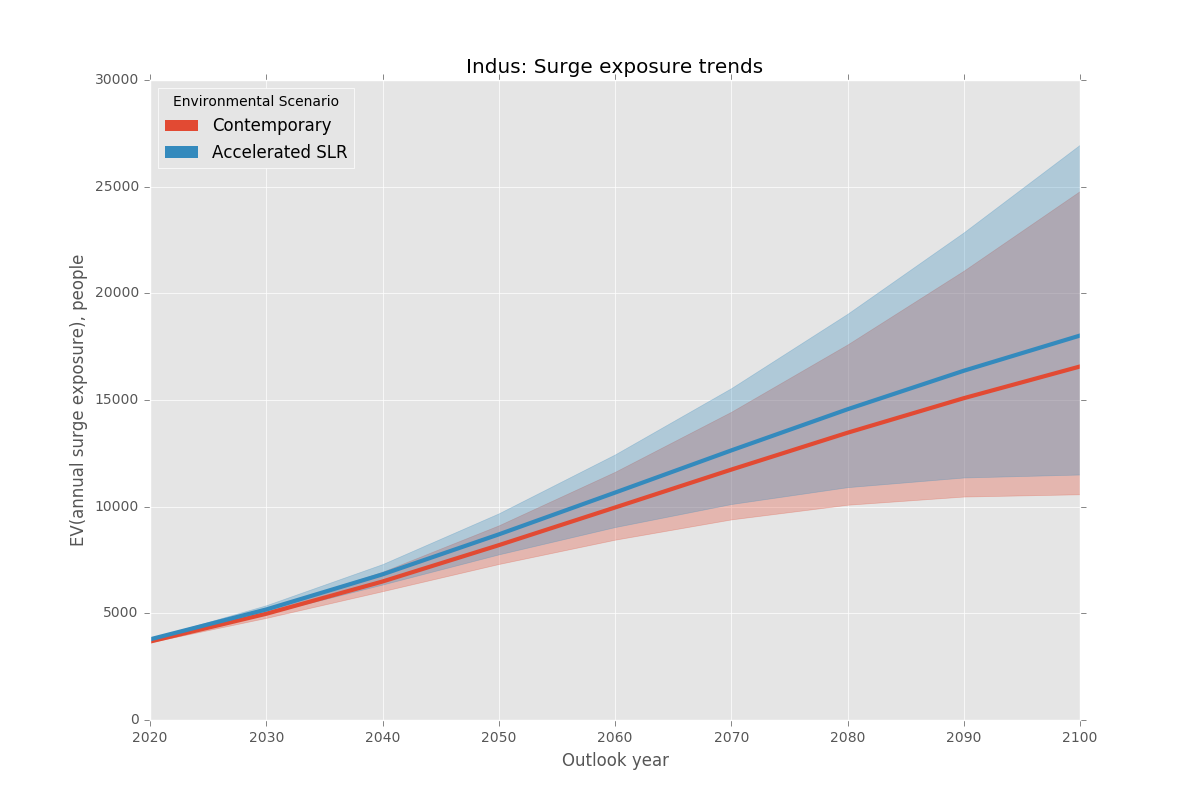 Indus: Surge exposure trends
30000
25000
20000
15000
10000
5000
0
EV(annual surge exposure), people
Environmental Scenario
Contemporary
Accelerated SLR
2020 2030 2040 2050 2060 2070 2080 2090 2100
Outlook year